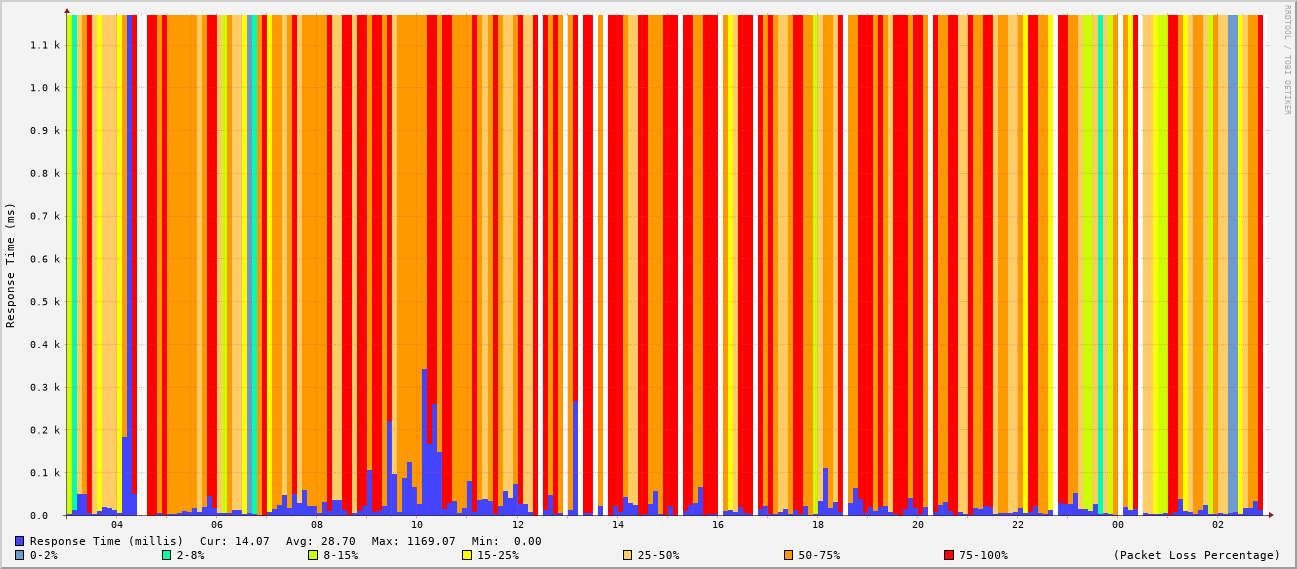 RRDTOOL / TOBI OETIKER
Response Time (ms)
1.1 k
1.0 k
0.9 k
0.8 k
0.7 k
0.6 k
0.5 k
0.4 k
0.3 k
0.2 k
0.1 k
0.0
04 06 08 10 12 14 16 18 20 22 00 02
Response Time (millis) Cur: 14.07 Avg: 28.70 Max: 1169.07 Min: 0.00
0-2% 2-8% 8-15% 15-25% 25-50% 50-75% 75-100% (Packet Loss Percentage)